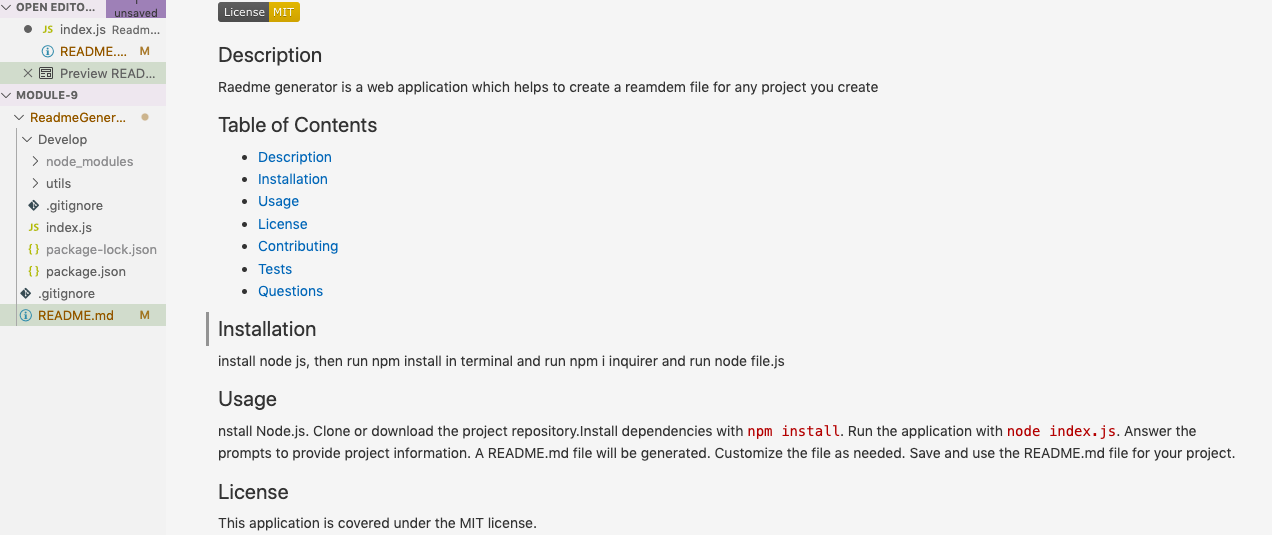 OPEN EDITO...
unsaved
JS index.js Readm...
README.... M
Preview READ...
MODULE-9
ReadmeGener...
Develop
node_modules
utils
.gitignore
JS index.js
{} package-lock.json
{} package.json
.gitignore
README.md M
License MIT
Description
Raedme generator is a web application which helps to create a reamdem file for any project you create
Table of Contents
• Description
• Installation
• Usage
• License
• Contributing
• Tests
• Questions
Installation
install node js, then run npm install in terminal and run npm i inquirer and run node file.js
Usage
nstall Node.js. Clone or download the project repository.Install dependencies with npm install. Run the application with node index.js. Answer the
prompts to provide project information. A README.md file will be generated. Customize the file as needed. Save and use the README.md file for your project.
License
This application is covered under the MIT license.